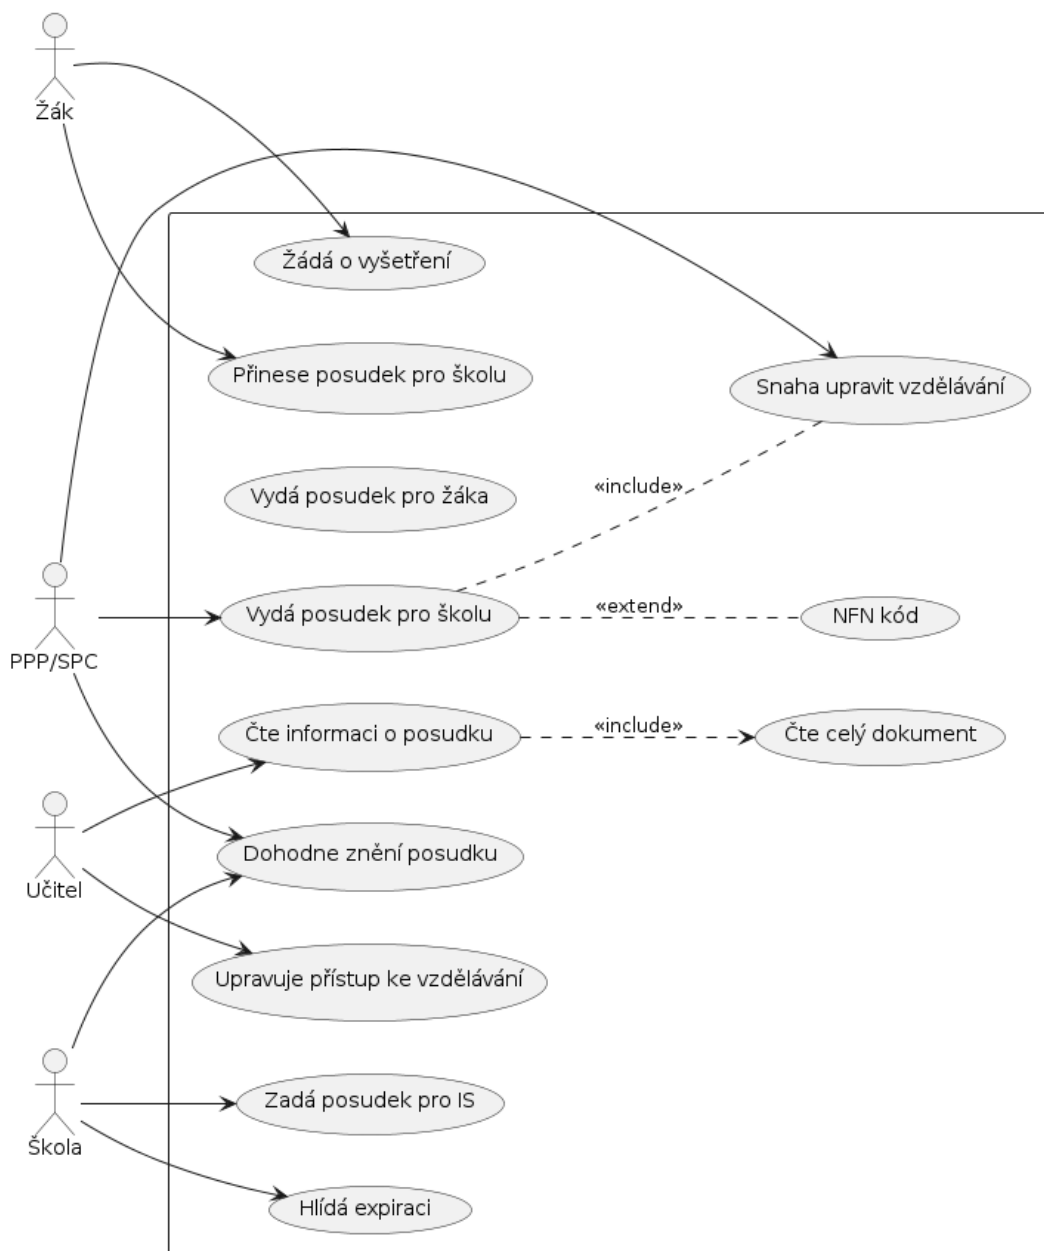 Žák
Žádá o vyšetření
Přinese posudek pro školu
Snaha upravit vzdělávání
«include»
Vydá posudek pro žáka
Vydá posudek pro školu
«extend»
NFN kód
PPP/SPC
Čte informaci o posudku
«include»
Čte celý dokument
Dohodne znění posudku
Učitel
Upravuje přístup ke vzdělávání
Zadá posudek pro IS
Škola
Hlídá expiraci